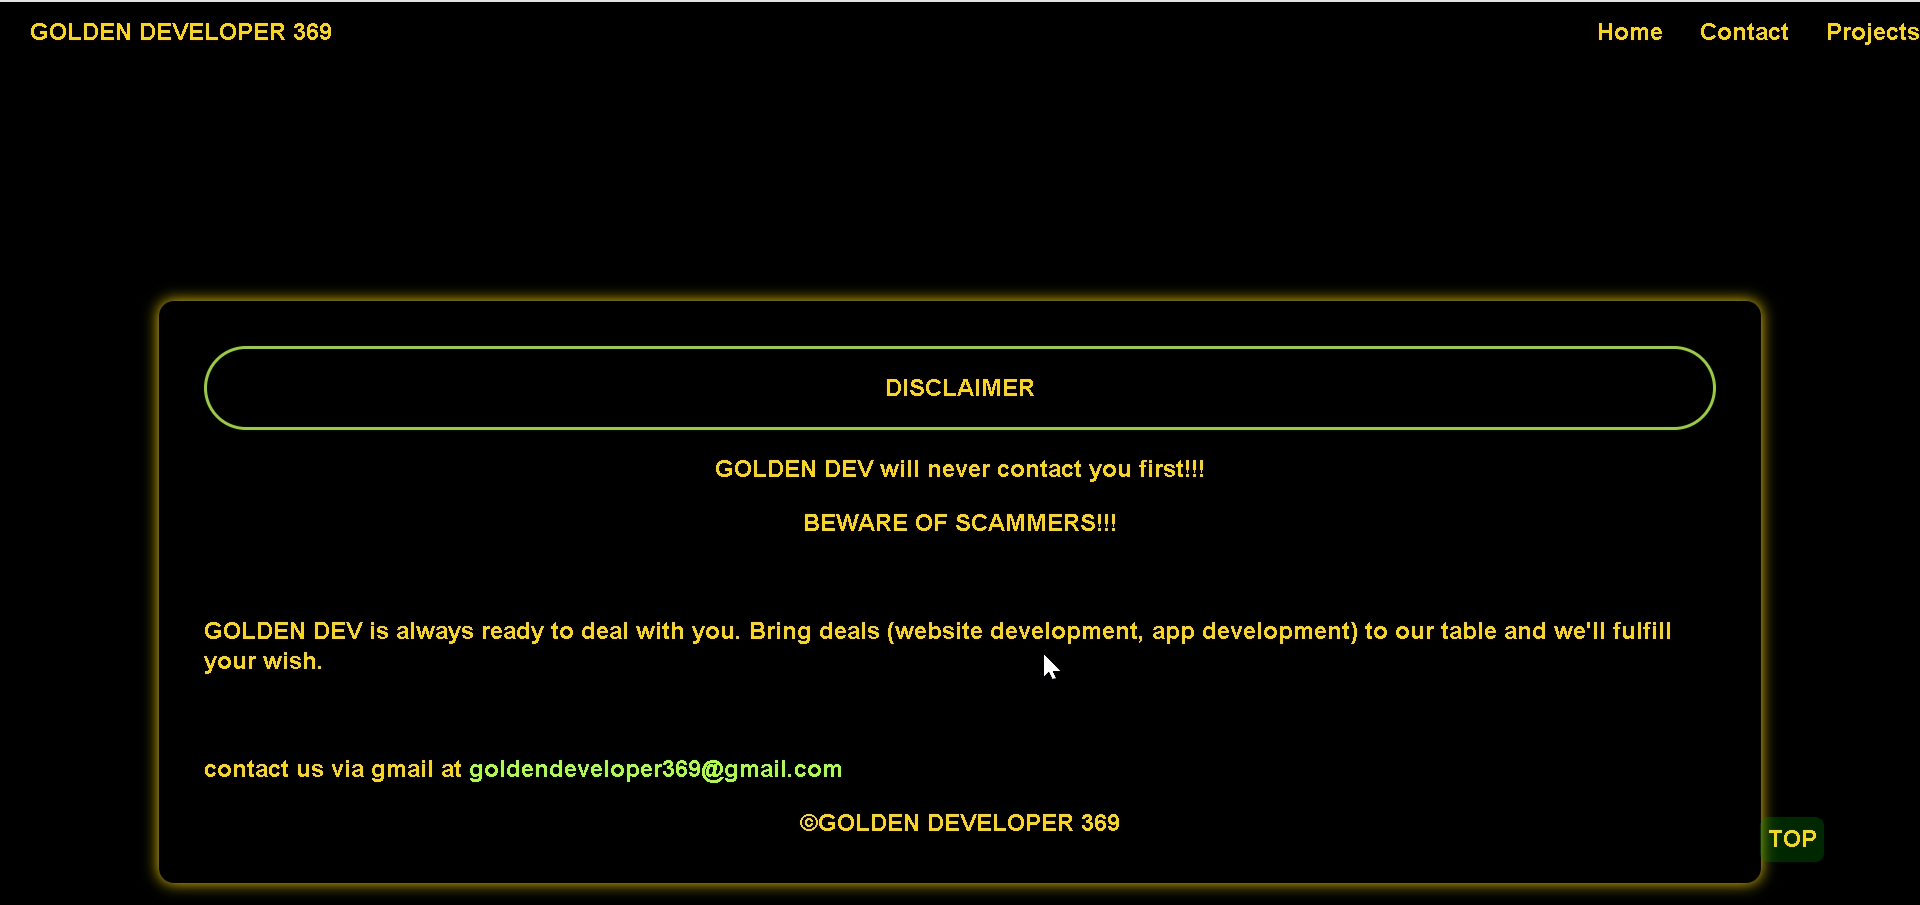 GOLDEN DEVELOPER 369
Home Contact Projects
DISCLAIMER
GOLDEN DEV will never contact you first!!!
BEWARE OF SCAMMERS!!!
GOLDEN DEV is always ready to deal with you. Bring deals (website development, app development) to our table and we'll fulfill
your wish.
contact us via gmail at goldendeveloper369@gmail.com
©GOLDEN DEVELOPER 369
TOP